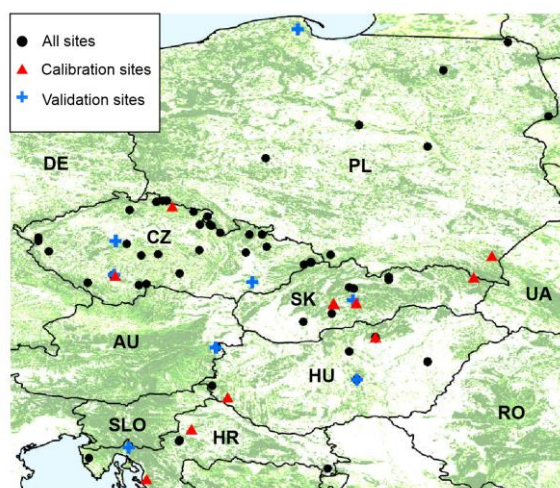 All sites
Calibration sites
Validation sites
DE
PL
CZ
SK
UA
AU
HU
RO
SLO
HR